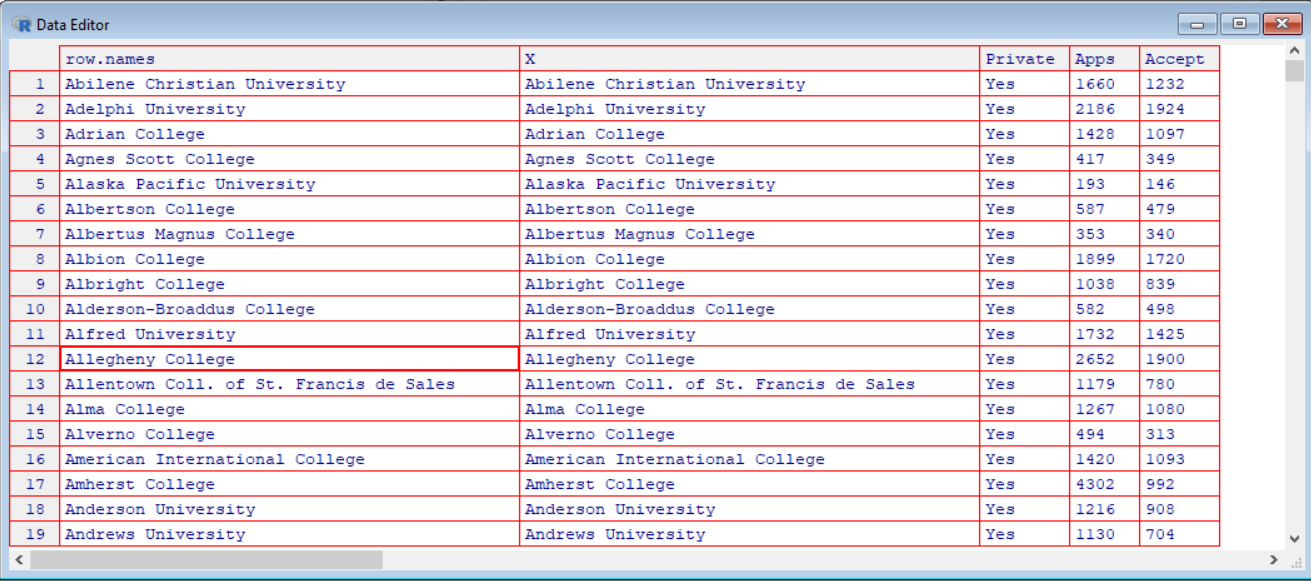 R Data Editor
row.names X Private Apps Accept
1 Abilene Christian University Abilene Christian University Yes 1660 1232
2 Adelphi University Adelphi University Yes 2186 1924
3 Adrian College Adrian College Yes 1428 1097
4 Agnes Scott College Agnes Scott College Yes 417 349
5 Alaska Pacific University Alaska Pacific University Yes 193 146
6 Albertson College Albertson College Yes 587 479
7 Albertus Magnus College Albertus Magnus College Yes 353 340
8 Albion College Albion College Yes 1899 1720
9 Albright College Albright College Yes 1038 839
10 Alderson-Broaddus College Alderson-Broaddus College Yes 582 498
11 Alfred University Alfred University Yes 1732 1425
12 Allegheny College Allegheny College Yes 2652 1900
13 Allentown Coll. of St. Francis de Sales Allentown Coll. of St. Francis de Sales Yes 1179 780
14 Alma College Alma College Yes 1267 1080
15 Alverno College Alverno College Yes 494 313
16 American International College American International College Yes 1420 1093
17 Amherst College Amherst College Yes 4302 992
18 Anderson University Anderson University Yes 1216 908
19 Andrews University Andrews University Yes 1130 704